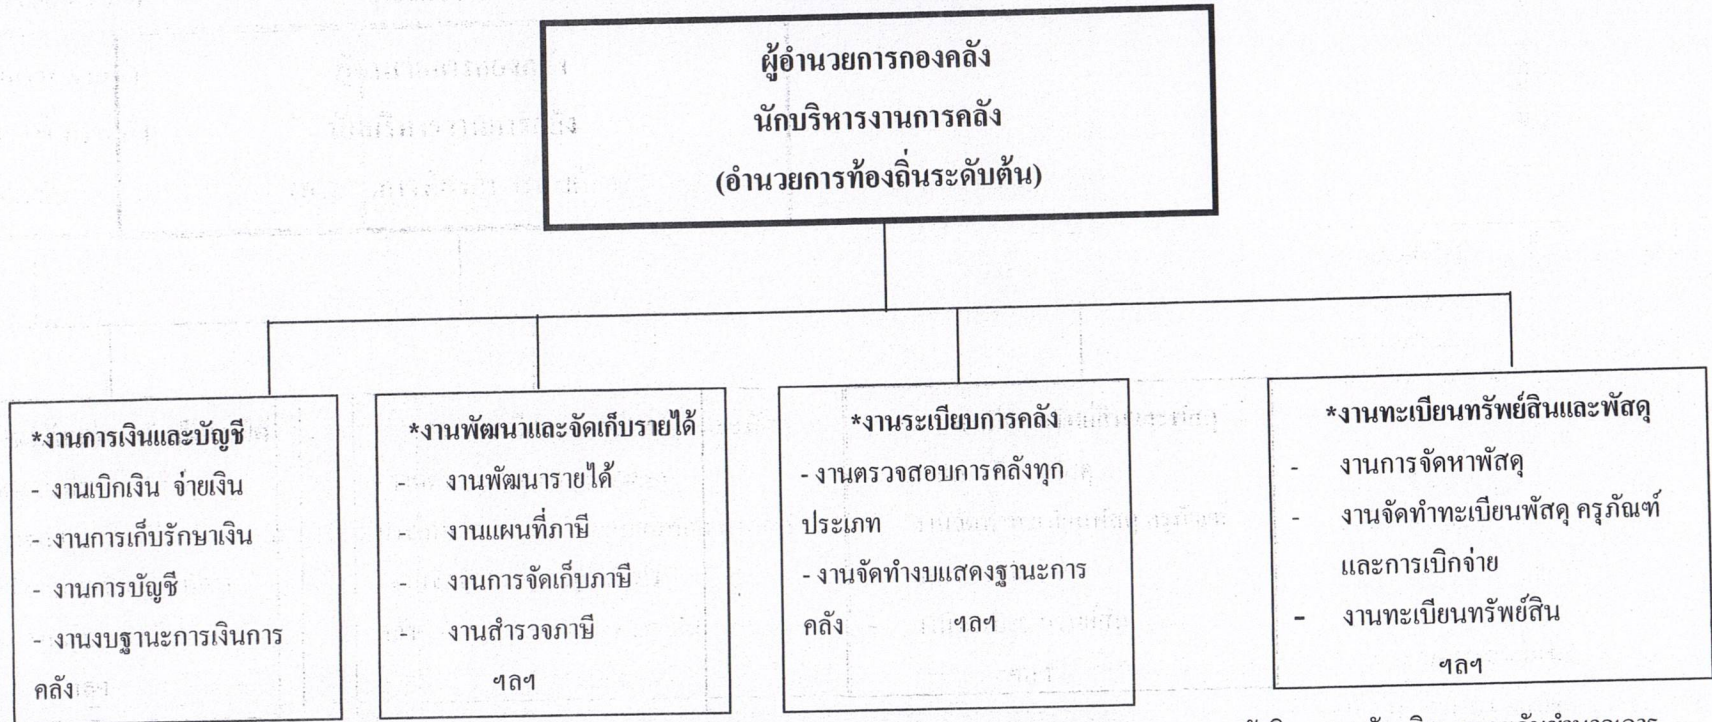 ผู้อำนวยการกองคลัง
นักบริหารงานการคลัง
(อำนวยการท้องถิ่นระดับต้น)
*งานการเงินและบัญชี
- งานเบิกเงิน จ่ายเงิน
- งานการเก็บรักษาเงิน
- งานการบัญชี
- งานงบฐานะการเงินการ
คลัง
*งานพัฒนาและจัดเก็บรายได้
- งานพัฒนารายได้
- งานแผนที่ภาษี
- งานการจัดเก็บภาษี
- งานสำรวจภาษี
ฯลฯ
*งานระเบียบการคลัง
- งานตรวจสอบการคลังทุก
ประเภท
- งานจัดทำงบแสดงฐานะการ
คลัง ฯลฯ
*งานทะเบียนทรัพย์สินและพัสดุ
- งานการจัดหาพัสดุ
- งานจัดทำทะเบียนพัสดุ ครุภัณฑ์
และการเบิกจ่าย
- งานทะเบียนทรัพย์สิน
ฯลฯ